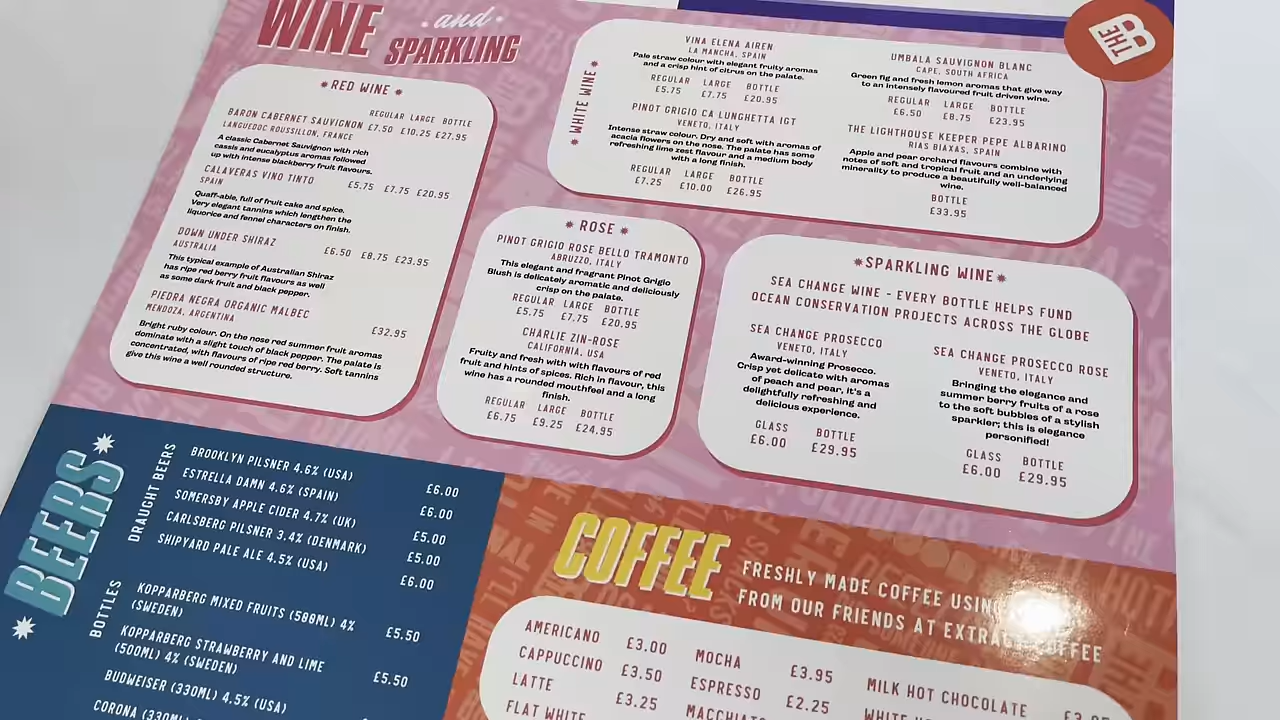 WINE and SPARKLING
THE B
RED WINE
REGULAR LARGE BOTTLE
BARON CABERNET SAUVIGNON £7.50 £10.25 £27.95
LANGUEDOC ROUSSILLON, FRANCE
A classic Cabernet Sauvignon with rich
cassis and eucalyptus aromas followed
up with intense blackberry fruit flavours.
CALAVERAS VINO TINTO £5.75 £7.75 £20.95
SPAIN
Quaff-able, full of fruit cake and spice.
Very elegant tannins which lengthen the
liquorice and fennel characters on finish.
DOWN UNDER SHIRAZ £6.50 £8.75 £23.95
AUSTRALIA
This typical example of Australian Shiraz
has ripe red berry fruit flavours as well
as some dark fruit and black pepper.
PIEDRA NEGRA ORGANIC MALBEC £32.95
MENDOZA, ARGENTINA
Bright ruby colour. On the nose red summer fruit aromas
dominate with a slight touch of black pepper. The palate is
concentrated, with flavours of ripe red berry. Soft tannins
give this wine a well rounded structure.
WHITE WINE
VINA ELENA AIREN
LA MANCHA, SPAIN
Pale straw colour with elegant fruity aromas
and a crisp hint of citrus on the palate.
REGULAR LARGE BOTTLE
£5.75 £7.75 £20.95
PINOT GRIGIO CA LUNGHETTA IGT
VENETO, ITALY
Intense straw colour. Dry and soft with aromas of
acacia flowers on the nose. The palate has some
refreshing lime zest flavour and a medium body
with a long finish.
REGULAR LARGE BOTTLE
£7.25 £10.00 £26.95
UMBALA SAUVIGNON BLANC
CAPE, SOUTH AFRICA
Green fig and fresh lemon aromas that give way
to an intensely flavoured fruit driven wine.
REGULAR LARGE BOTTLE
£6.50 £8.75 £23.95
THE LIGHTHOUSE KEEPER PEPE ALBARINO
RIAS BIAXAS, SPAIN
Apple and pear orchard flavours combine with
notes of soft and tropical fruit and an underlying
minerality to produce a beautifully well-balanced
wine.
BOTTLE
£33.95
ROSE
PINOT GRIGIO ROSE BELLO TRAMONTO
ABRUZZO, ITALY
This elegant and fragrant Pinot Grigio
Blush is delicately aromatic and deliciously
crisp on the palate.
REGULAR LARGE BOTTLE
£5.75 £7.75 £20.95
CHARLIE ZIN-ROSE
CALIFORNIA, USA
Fruity and fresh with with flavours of red
fruit and hints of spices. Rich in flavour, this
wine has a rounded mouthfeel and a long
finish.
REGULAR LARGE BOTTLE
£6.75 £9.25 £24.95
SPARKLING WINE
SEA CHANGE WINE - EVERY BOTTLE HELPS FUND
OCEAN CONSERVATION PROJECTS ACROSS THE GLOBE
SEA CHANGE PROSECCO
VENETO, ITALY
Award-winning Prosecco.
Crisp yet delicate with aromas
of peach and pear, it's a
delightfully refreshing and
delicious experience.
GLASS BOTTLE
£6.00 £29.95
SEA CHANGE PROSECCO ROSE
VENETO, ITALY
Bringing the elegance and
summer berry fruits of a rose
to the soft bubbles of a stylish
sparkler; this is elegance
personified!
GLASS BOTTLE
£6.00 £29.95
BEERS
DRAUGHT BEERS
BROOKLYN PILSNER 4.6% (USA) £6.00
ESTRELLA DAMN 4.6% (SPAIN) £6.00
SOMERSBY APPLE CIDER 4.7% (UK) £5.00
CARLSBERG PILSNER 3.4% (DENMARK) £5.00
SHIPYARD PALE ALE 4.5% (USA) £6.00
BOTTLES
KOPPARBERG MIXED FRUITS (500ML) 4%
(SWEDEN) £5.50
KOPPARBERG STRAWBERRY AND LIME
(500ML) 4% (SWEDEN) £5.50
BUDWEISER (330ML) 4.5% (USA)
CORONA (330ML)
COFFEE
FRESHLY MADE COFFEE USING
FROM OUR FRIENDS AT EXTRACT COFFEE
AMERICANO £3.00
CAPPUCCINO £3.50
LATTE £3.25
FLAT WHITE
MOCHA £3.95
ESPRESSO £2.25
MACCHIATO
MILK HOT CHOCOLATE
WHITE